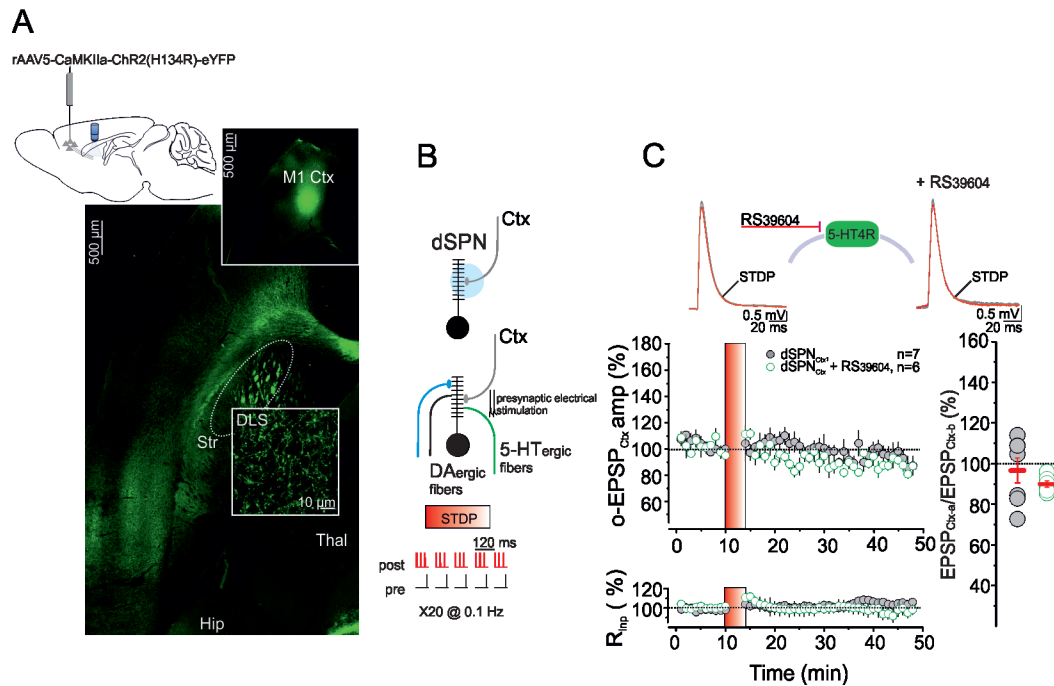 A
rAAV5-CaMKIIa-ChR2(H134R)-eYFP
500 µm
M1 Ctx
500 µm
DLS
Str
10 µm
Thal
Hip
B
Ctx
dSPN
Ctx
presynaptic electrical
stimulation
5-HTergic
fibers
DAergic
fibers
STDP
120 ms
post
pre
X20 @ 0.1 Hz
C
+ RS39604
RS39604
5-HT4R
STDP
STDP
0.5 mV
20 ms
0.5 mV
20 ms
dSPNCtx, n=7
dSPNCtx + RS39604, n=6
o-EPSPCtx amp (%)
180
160
140
120
100
80
60
0 10 20 30 40 50
EPSPCtx-a/EPSPCtx-b (%)
160
140
120
100
80
60
40
RInp (%)
120
100
0 10 20 30 40 50
Time (min)